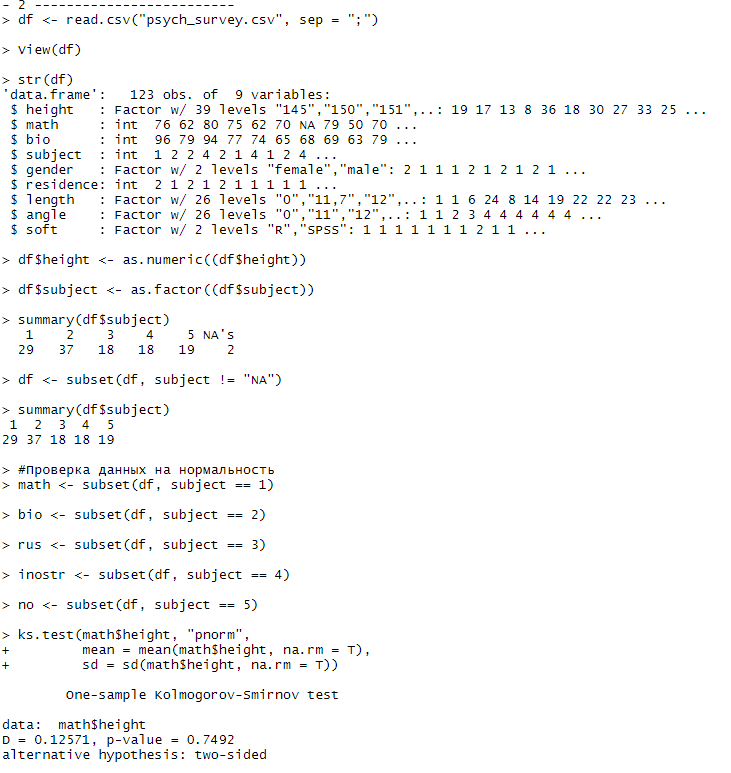 - 2 --------------------------
> df <- read.csv("psych_survey.csv", sep = ";")
> View(df)
> str(df)
'data.frame':   123 obs. of  9 variables:
 $ height   : Factor w/ 39 levels "145","150","151",..: 19 17 13 8 36 18 30 27 33 25 ...
 $ math     : int  76 62 80 75 62 70 NA 79 50 70 ...
 $ bio      : int  96 79 94 77 74 65 68 69 63 79 ...
 $ subject  : int  1 2 2 4 2 1 4 1 2 4 ...
 $ gender   : Factor w/ 2 levels "female","male": 2 1 1 1 2 1 2 1 2 1 ...
 $ residence: int  2 1 2 1 2 1 1 1 1 1 ...
 $ length   : Factor w/ 26 levels "0","11,7","12",..: 1 1 6 24 8 14 19 22 22 23 ...
 $ angle    : Factor w/ 26 levels "0","11","12",..: 1 1 2 3 4 4 4 4 4 4 ...
 $ soft     : Factor w/ 2 levels "R","SPSS": 1 1 1 1 1 1 1 2 1 1 ...
> df$height <- as.numeric((df$height))
> df$subject <- as.factor((df$subject))
> summary(df$subject)
   1    2    3    4    5 NA's
  29   37   18   18   19    2
> df <- subset(df, subject != "NA")
> summary(df$subject)
 1  2  3  4  5
29 37 18 18 19
> #Проверка данных на нормальность
> math <- subset(df, subject == 1)
> bio <- subset(df, subject == 2)
> rus <- subset(df, subject == 3)
> inostr <- subset(df, subject == 4)
> no <- subset(df, subject == 5)
> ks.test(math$height, "pnorm",
+         mean = mean(math$height, na.rm = T),
+         sd = sd(math$height, na.rm = T))
        One-sample Kolmogorov-Smirnov test
data:  math$height
D = 0.12571, p-value = 0.7492
alternative hypothesis: two-sided